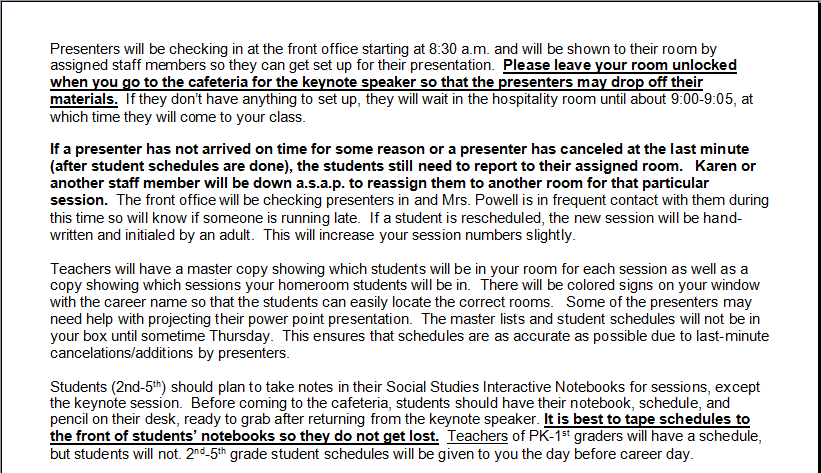 Presenters will be checking in at the front office starting at 8:30 a.m. and will be shown to their room by
assigned staff members so they can get set up for their presentation.  Please leave your room unlocked
when you go to the cafeteria for the keynote speaker so that the presenters may drop off their
materials.  If they don't have anything to set up, they will wait in the hospitality room until about 9:00-9:05, at
which time they will come to your class.

If a presenter has not arrived on time for some reason or a presenter has canceled at the last minute
(after student schedules are done), the students still need to report to their assigned room.   Karen or
another staff member will be down a.s.a.p. to reassign them to another room for that particular
session.  The front office will be checking presenters in and Mrs. Powell is in frequent contact with them during
this time so will know if someone is running late.  If a student is rescheduled, the new session will be hand-
written and initialed by an adult.  This will increase your session numbers slightly.

Teachers will have a master copy showing which students will be in your room for each session as well as a
copy showing which sessions your homeroom students will be in.  There will be colored signs on your window
with the career name so that the students can easily locate the correct rooms.   Some of the presenters may
need help with projecting their power point presentation.  The master lists and student schedules will not be in
your box until sometime Thursday.  This ensures that schedules are as accurate as possible due to last-minute
cancelations/additions by presenters.

Students (2nd-5th) should plan to take notes in their Social Studies Interactive Notebooks for sessions, except
the keynote session.  Before coming to the cafeteria, students should have their notebook, schedule, and
pencil on their desk, ready to grab after returning from the keynote speaker. It is best to tape schedules to
the front of students' notebooks so they do not get lost.  Teachers of PK-1st graders will have a schedule,
but students will not. 2nd-5th grade student schedules will be given to you the day before career day.